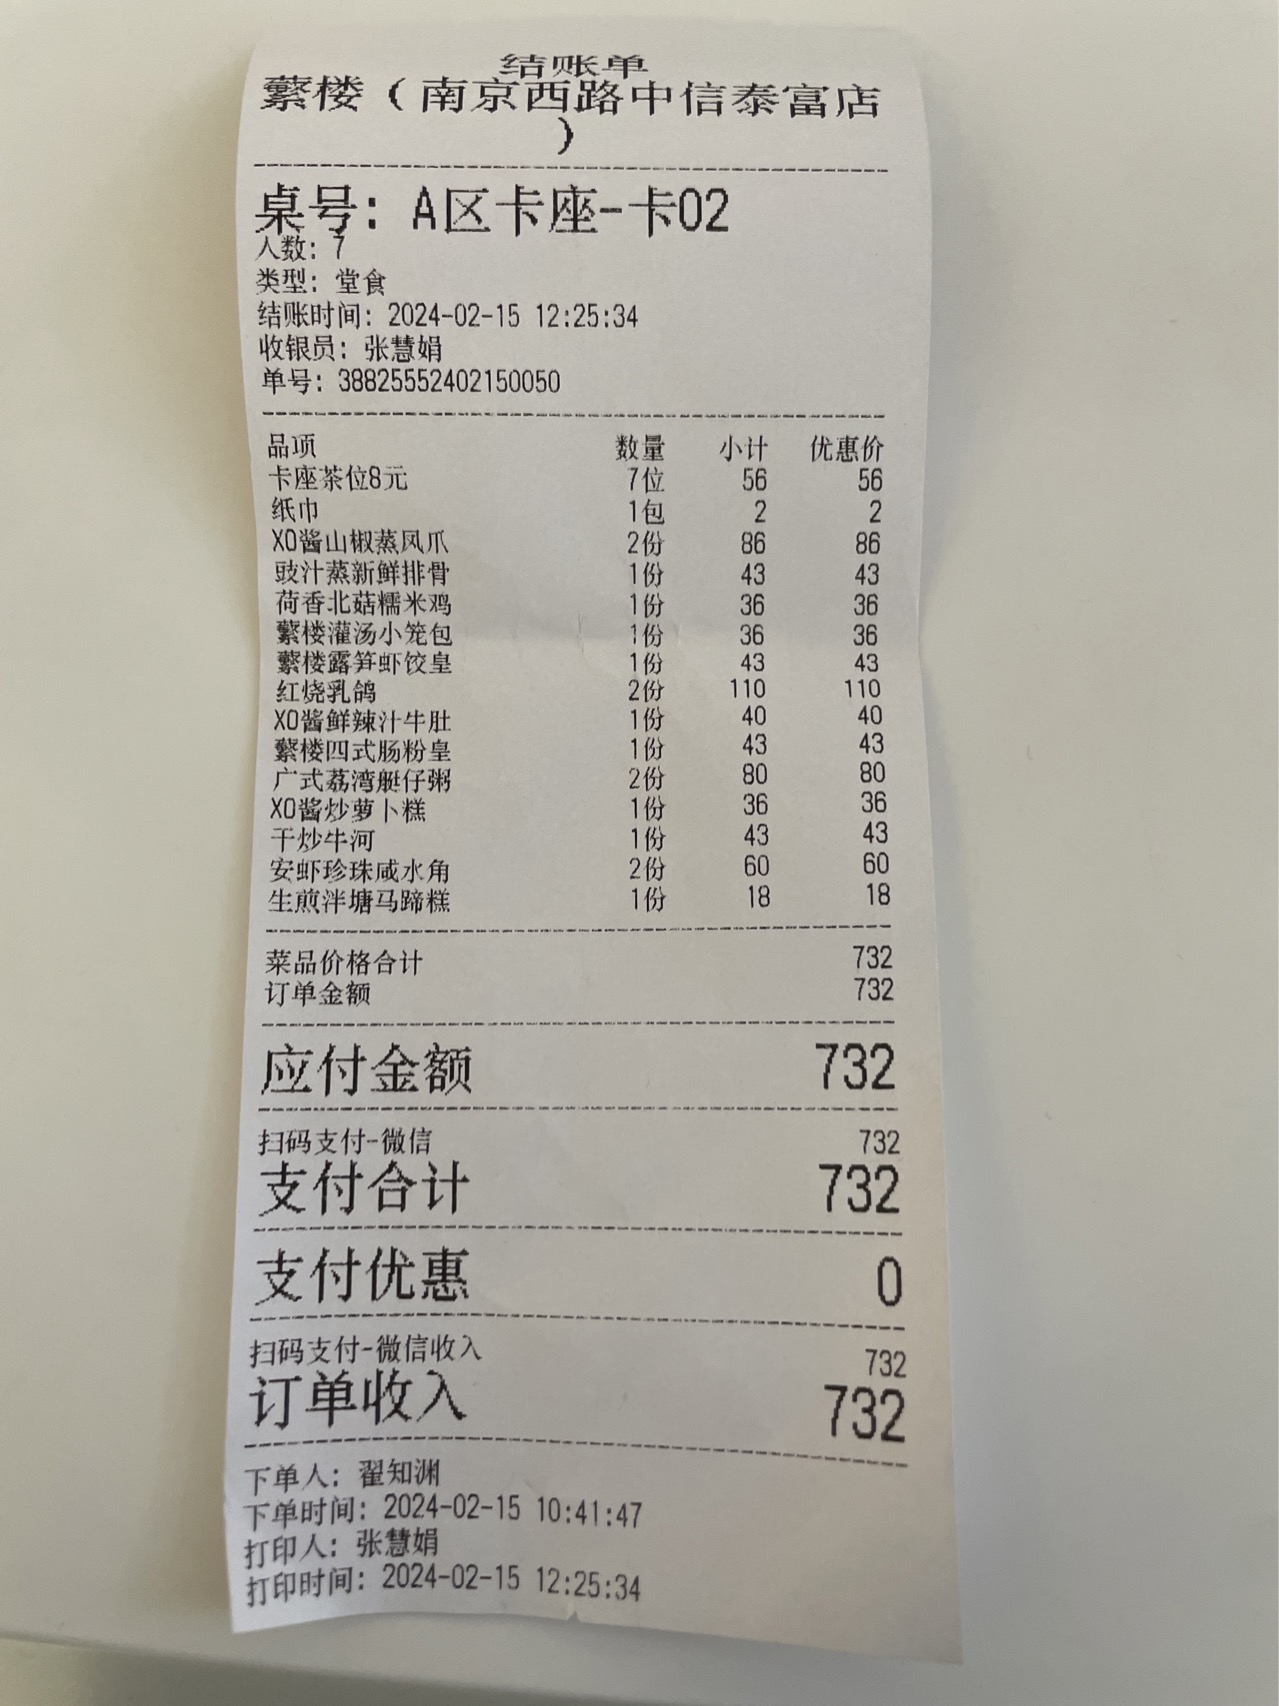 结账单
蘩楼（南京西路中信泰富店
）
桌号：A区卡座-卡02
人数：7
类型：堂食
结账时间：2024-02-15 12:25:34
收银员：张慧娟
单号：38825552402150050
品项 数量 小计 优惠价
卡座茶位8元 7位 56 56
纸巾 1包 2 2
XO酱山椒蒸凤爪 2份 86 86
豉汁蒸新鲜排骨 1份 43 43
荷香北菇糯米鸡 1份 36 36
蘩楼灌汤小笼包 1份 36 36
蘩楼露笋虾饺皇 1份 43 43
红烧乳鸽 2份 110 110
XO酱鲜辣汁牛肚 1份 40 40
蘩楼四式肠粉皇 1份 43 43
广式荔湾艇仔粥 2份 80 80
XO酱炒萝卜糕 1份 36 36
干炒牛河 1份 43 43
安虾珍珠咸水角 2份 60 60
生煎泮塘马蹄糕 1份 18 18
菜品价格合计 732
订单金额 732
应付金额 732
扫码支付-微信 732
支付合计 732
支付优惠 0
扫码支付-微信收入 732
订单收入 732
下单人：翟知渊
下单时间：2024-02-15 10:41:47
打印人：张慧娟
打印时间：2024-02-15 12:25:34